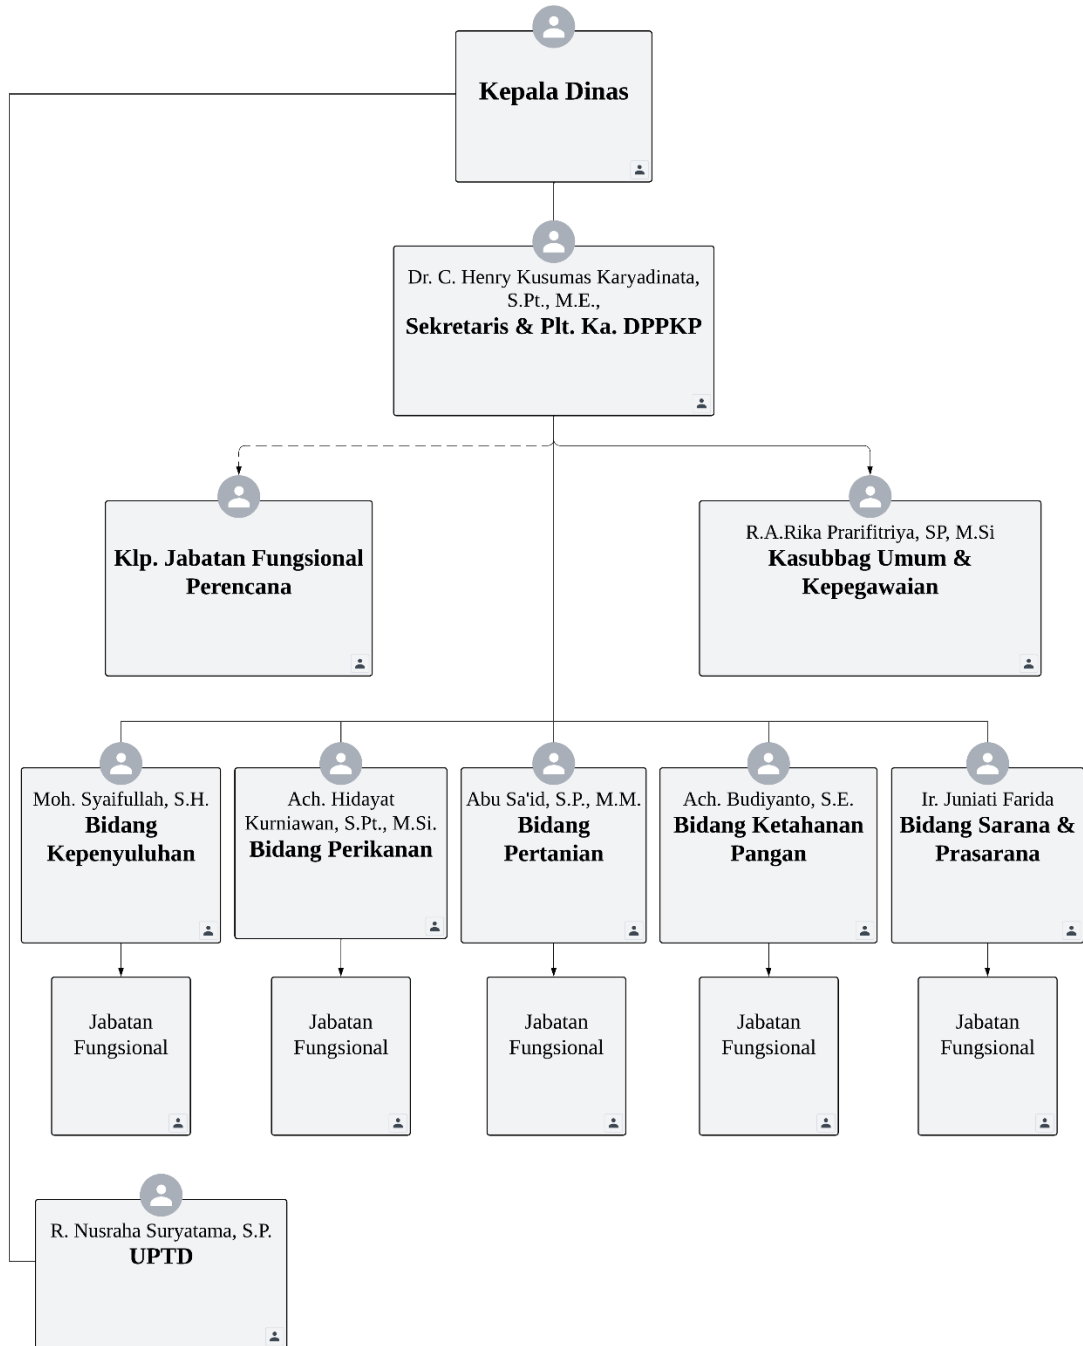 Kepala Dinas
Dr. C. Henry Kusumas Karyadinata,
S.Pt., M.E.,
Sekretaris & Plt. Ka. DPPKP
Klp. Jabatan Fungsional
Perencana
R.A.Rika Prarifitriya, SP, M.Si
Kasubbag Umum &
Kepegawaian
Moh. Syaifullah, S.H.
Bidang
Kepenyuluhan
Ach. Hidayat
Kurniawan, S.Pt., M.Si.
Bidang Perikanan
Abu Sa'id, S.P., M.M.
Bidang
Pertanian
Ach. Budiyanto, S.E.
Bidang Ketahanan
Pangan
Ir. Juniati Farida
Bidang Sarana &
Prasarana
Jabatan
Fungsional
Jabatan
Fungsional
Jabatan
Fungsional
Jabatan
Fungsional
Jabatan
Fungsional
R. Nusraha Suryatama, S.P.
UPTD